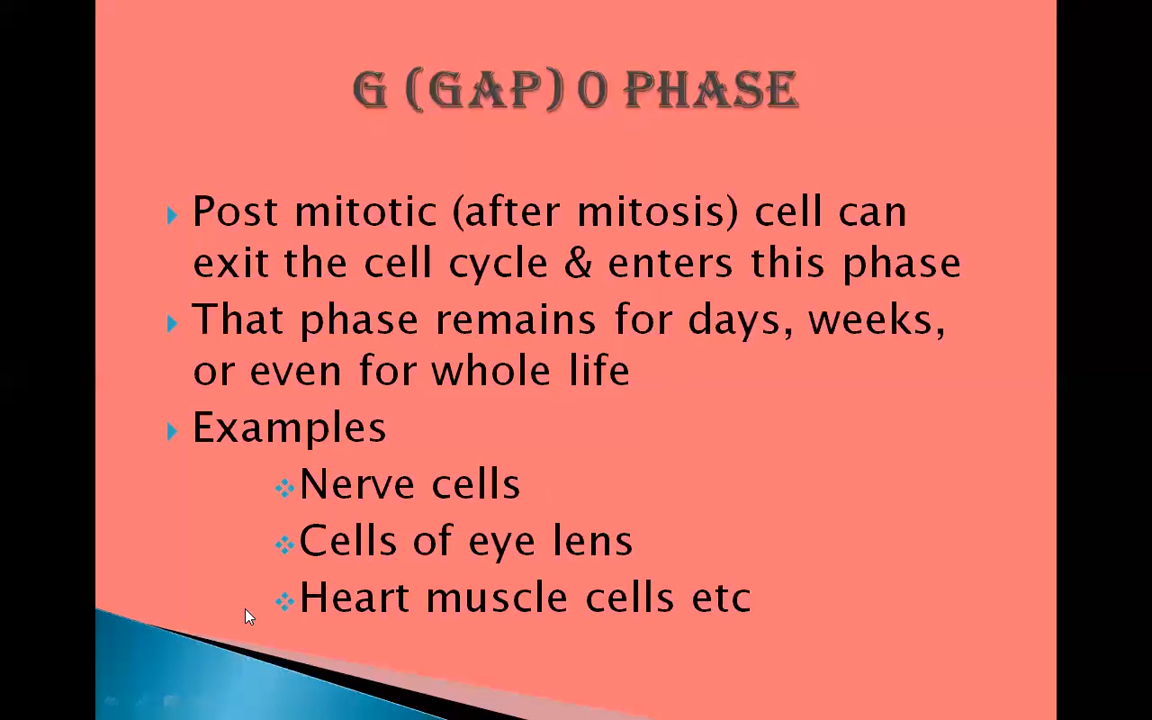 G (GAP) 0 PHASE
Post mitotic (after mitosis) cell can
exit the cell cycle & enters this phase
That phase remains for days, weeks,
or even for whole life
Examples
Nerve cells
Cells of eye lens
Heart muscle cells etc